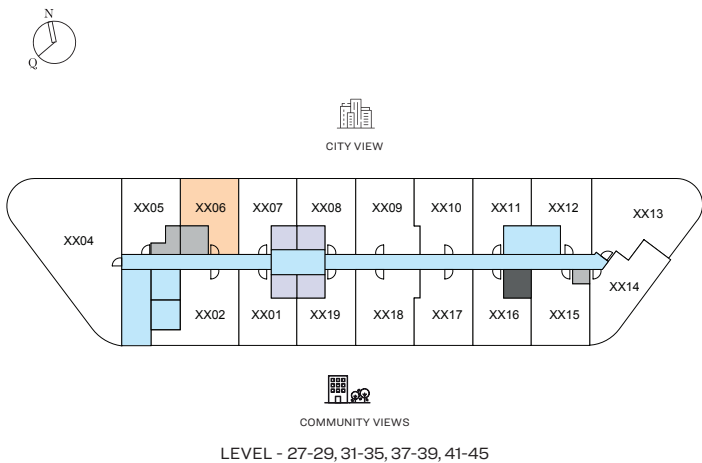 N
Q
CITY VIEW
XX05 XX06 XX07 XX08 XX09 XX10 XX11 XX12
XX04
XX13
XX14
XX02 XX01 XX19 XX18 XX17 XX16 XX15
COMMUNITY VIEWS
LEVEL - 27-29, 31-35, 37-39, 41-45